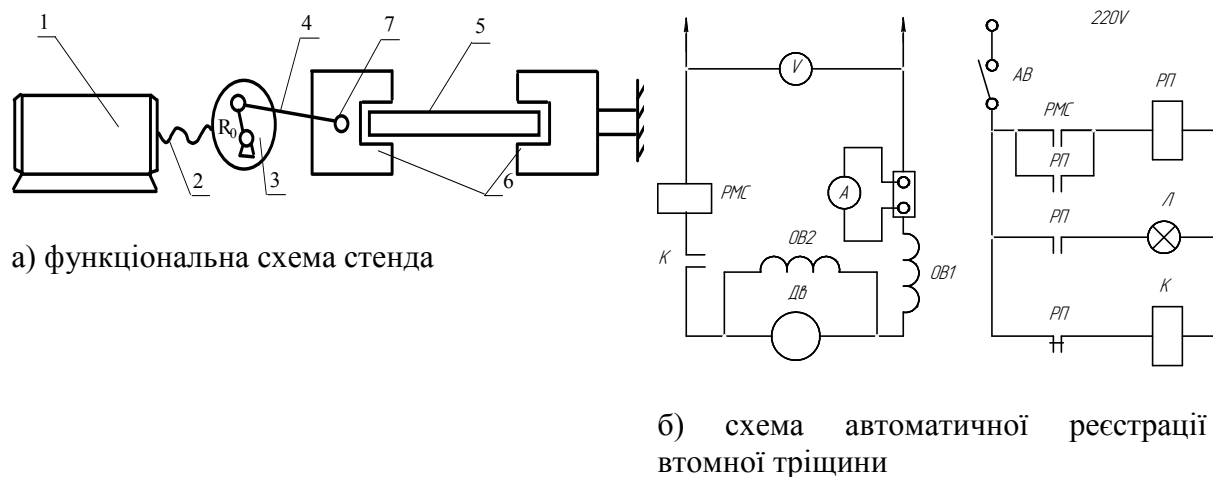 1
4
7
5
R₀
2
3
6
а) функціональна схема стенда
220V
V
АВ
РМС
РП
РП
РМС
А
К
ОВ2
ОВ1
Дв
РП
Л
РП
К
б) схема автоматичної реєстрації
втомної тріщини